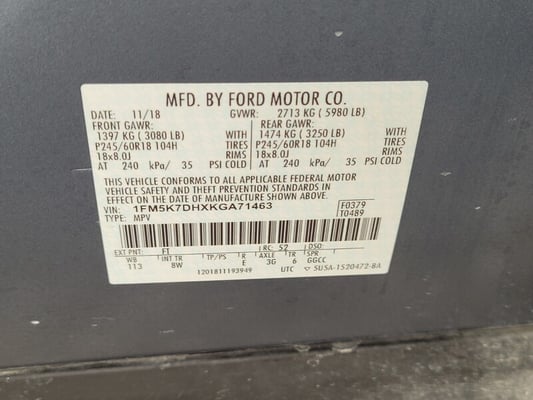 MFD. BY FORD MOTOR CO.
DATE: 11/18 GVWR: 2713 KG ( 5980 LB)
FRONT GAWR: REAR GAWR:
1397 KG ( 3080 LB) WITH 1474 KG ( 3250 LB) WITH
P245/60R18 104H TIRES P245/60R18 104H TIRES
18x8.0J RIMS 18x8.0J RIMS
AT 240 kPa/ 35 PSI COLD AT 240 kPa/ 35 PSI COLD
THIS VEHICLE CONFORMS TO ALL APPLICABLE FEDERAL MOTOR
VEHICLE SAFETY AND THEFT PREVENTION STANDARDS IN
EFFECT ON THE DATE OF MANUFACTURE SHOWN ABOVE.
VIN: 1FM5K7DHXKGA71463 F0379
TYPE: MPV T0489
EXT PNT: FT RC: 52 DSO:
WB INT TR TP/PS R AXLE TR SPR
113 8W E 3G 6 GGCC
1201811193949 UTC 5U5A-1520472-BA